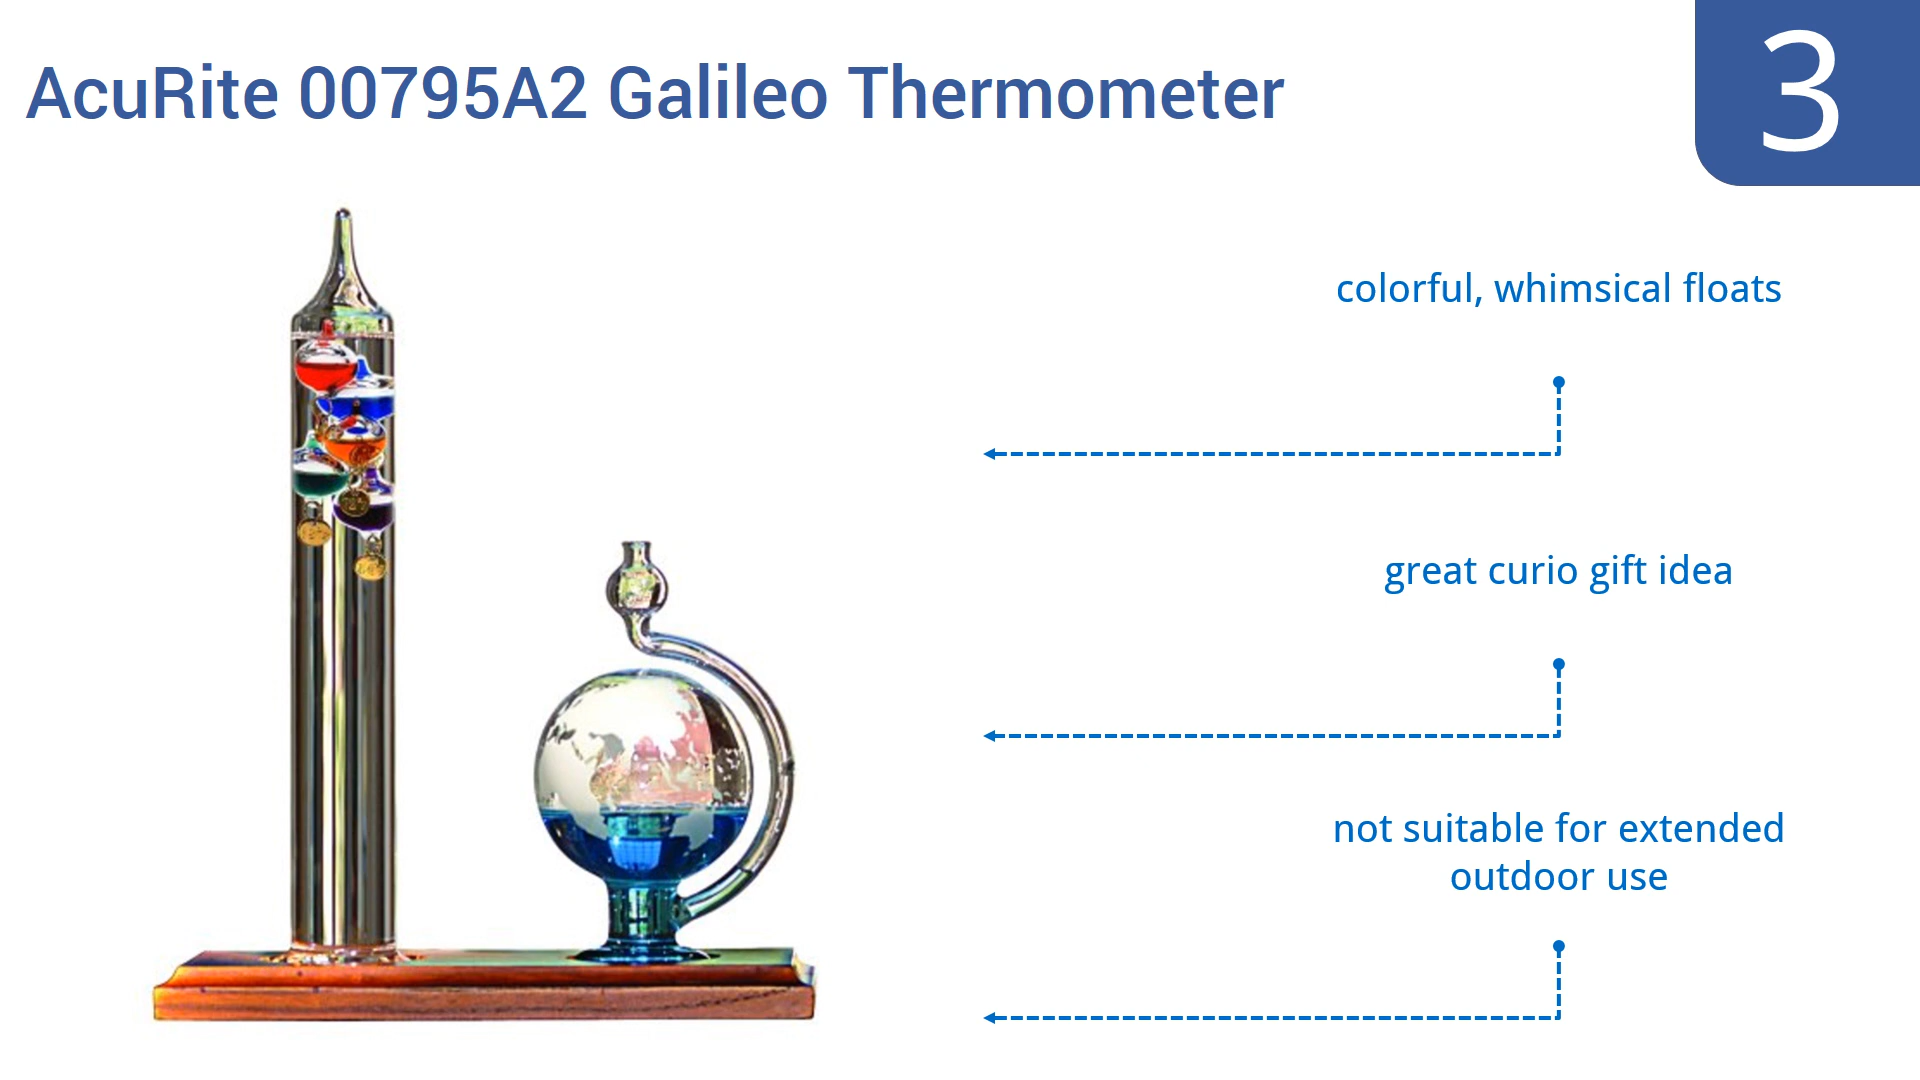 AcuRite 00795A2 Galileo Thermometer
3
colorful, whimsical floats
great curio gift idea
not suitable for extended
outdoor use